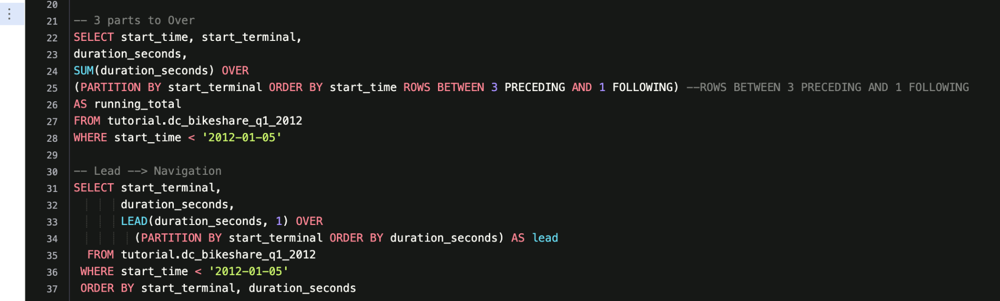 20
21 -- 3 parts to Over
22 SELECT start_time, start_terminal,
23 duration_seconds,
24 SUM(duration_seconds) OVER
25 (PARTITION BY start_terminal ORDER BY start_time ROWS BETWEEN 3 PRECEDING AND 1 FOLLOWING) --ROWS BETWEEN 3 PRECEDING AND 1 FOLLOWING
26 AS running_total
27 FROM tutorial.dc_bikeshare_q1_2012
28 WHERE start_time < '2012-01-05'
29
30 -- Lead --> Navigation
31 SELECT start_terminal,
32        duration_seconds,
33        LEAD(duration_seconds, 1) OVER
34          (PARTITION BY start_terminal ORDER BY duration_seconds) AS lead
35   FROM tutorial.dc_bikeshare_q1_2012
36  WHERE start_time < '2012-01-05'
37  ORDER BY start_terminal, duration_seconds